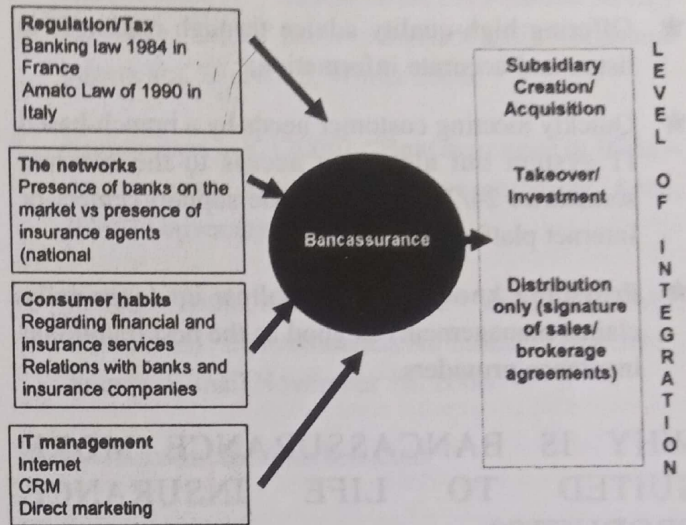 Regulation/Tax
Banking law 1984 in
France
Amato Law of 1990 in
Italy
The networks
Presence of banks on the
market vs presence of
insurance agents
(national
Consumer habits
Regarding financial and
insurance services
Relations with banks and
insurance companies
IT management
Internet
CRM
Direct marketing
Bancassurance
Subsidiary
Creation/
Acquisition
Takeover/
Investment
Distribution
only (signature
of sales/
brokerage
agreements)
LEVEL OF INTEGRATION